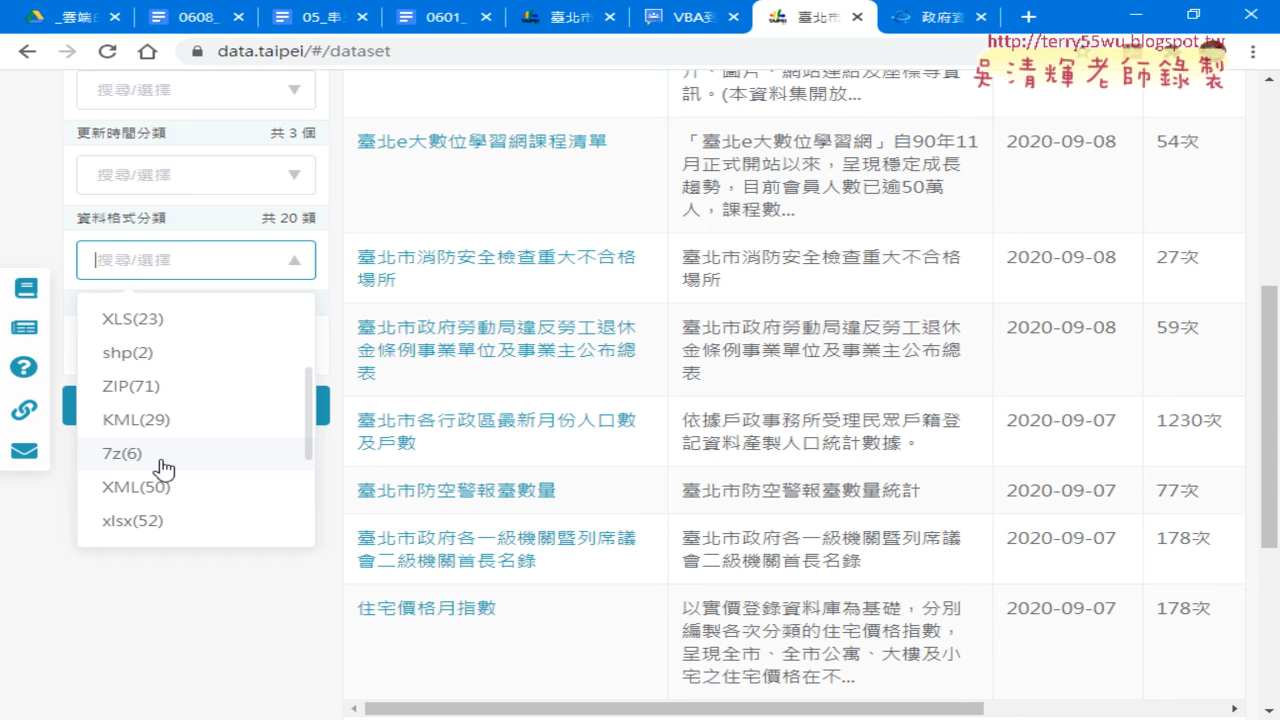 _雲端
0608_
05_串
0601_
臺北市
VBA到
臺北市
政府資
data.taipei/#/dataset
http://terry55wu.blogspot.tw
吳清輝老師錄製
搜尋/選擇
更新時間分類 共 3 個
搜尋/選擇
資料格式分類 共 20 類
搜尋/選擇
XLS(23)
shp(2)
ZIP(71)
KML(29)
7z(6)
XML(50)
xlsx(52)
介、圖片、網站連結及座標等資
訊。(本資料集開放...
臺北e大數位學習網課程清單
「臺北e大數位學習網」自90年11
月正式開站以來，呈現穩定成長
趨勢，目前會員人數已逾50萬
人，課程數...
2020-09-08
54次
臺北市消防安全檢查重大不合格
場所
臺北市消防安全檢查重大不合格
場所
2020-09-08
27次
臺北市政府勞動局違反勞工退休
金條例事業單位及事業主公布總
表
臺北市政府勞動局違反勞工退休
金條例事業單位及事業主公布總
表
2020-09-08
59次
臺北市各行政區最新月份人口數
及戶數
依據戶政事務所受理民眾戶籍登
記資料產製人口統計數據。
2020-09-07
1230次
臺北市防空警報臺數量
臺北市防空警報臺數量統計
2020-09-07
77次
臺北市政府各一級機關暨列席議
會二級機關首長名錄
臺北市政府各一級機關暨列席議
會二級機關首長名錄
2020-09-07
178次
住宅價格月指數
以實價登錄資料庫為基礎，分別
編製各次分類的住宅價格指數，
呈現全市、全市公寓、大樓及小
宅之住宅價格在不...
2020-09-07
178次